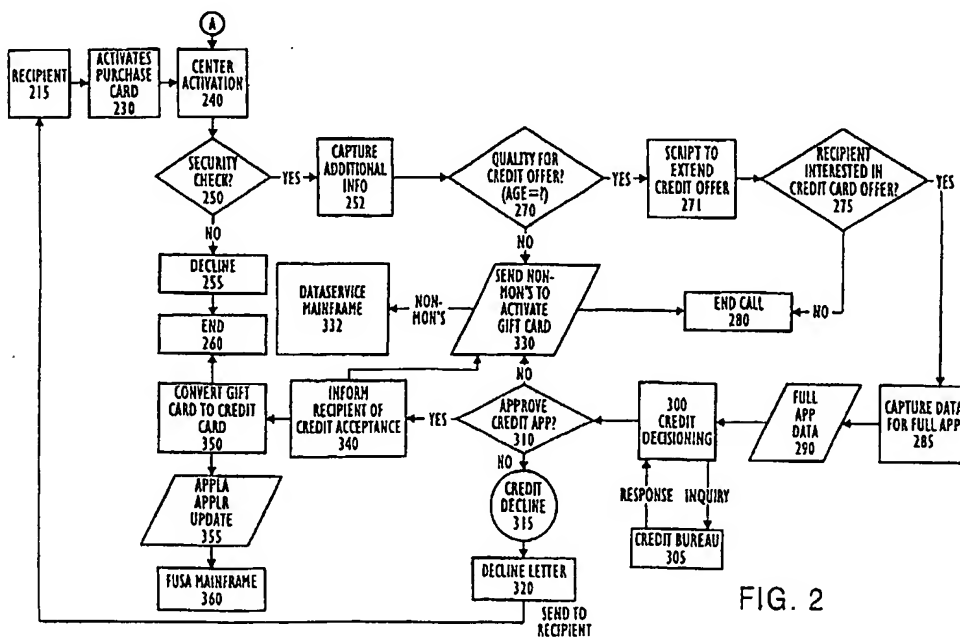 A
RECIPIENT
215
ACTIVATES
PURCHASE
CARD
230
CENTER
ACTIVATION
240
SECURITY
CHECK?
250
YES
CAPTURE
ADDITIONAL
INFO
252
QUALITY FOR
CREDIT OFFER?
(AGE=?)
270
YES
SCRIPT TO
EXTEND
CREDIT OFFER
271
RECIPIENT
INTERESTED IN
CREDIT CARD OFFER?
275
YES
NO
DECLINE
255
END
260
NO
SEND NON-
MON'S TO
ACTIVATE
GIFT CARD
330
NON-
MON'S
DATASERVICE
MAINFRAME
332
END CALL
280
NO
CONVERT GIFT
CARD TO CREDIT
CARD
350
INFORM
RECIPIENT OF
CREDIT ACCEPTANCE
340
YES
NO
APPROVE
CREDIT APP?
310
NO
300
CREDIT
DECISIONING
FULL
APP
DATA
290
CAPTURE DATA
FOR FULL APP
285
RESPONSE
INQUIRY
CREDIT BUREAU
305
APPLA
APPLR
UPDATE
355
FUSA MAINFRAME
360
CREDIT
DECLINE
315
DECLINE LETTER
320
SEND TO
RECIPIENT
FIG. 2